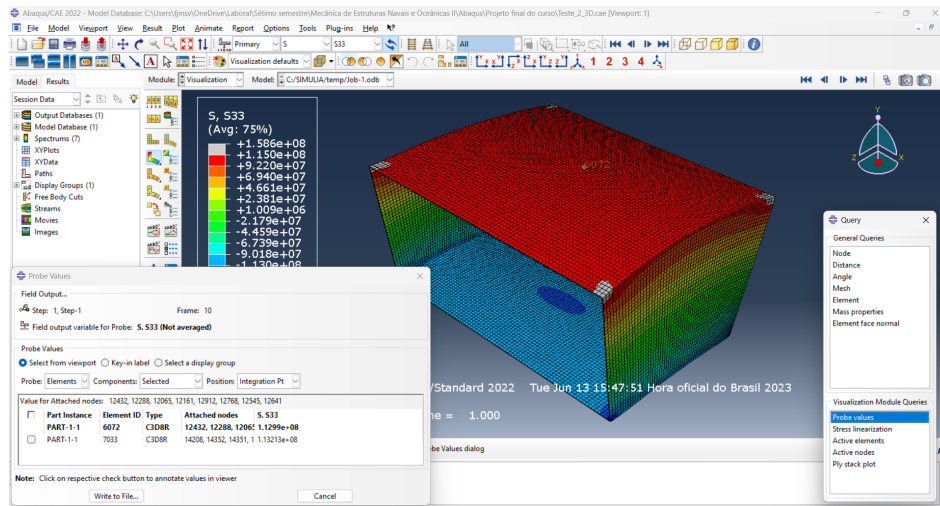 Abaqus/CAE 2022 - Model Database: C:\Users\fjmsv\OneDrive\Laboral\Sétimo semestre\Mecânica de Estruturas Navais e Oceânicas II\Abaqus\Projeto final do curso\Teste_2_3D.cae [Viewport: 1]
File Model Viewport View Result Plot Animate Report Options Tools Plug-ins Help
Primary S S33 All
Visualization defaults 1 2 3 4
Model Results Module: Visualization Model: C:/SIMULIA/temp/Job-1.odb
Session Data
Output Databases (1)
Model Database (1)
Spectrums (7)
XYPlots
XYData
Paths
Display Groups (1)
Free Body Cuts
Streams
Movies
Images
S, S33
(Avg: 75%)
+1.586e+08
+1.150e+08
+9.220e+07
+6.940e+07
+4.661e+07
+2.381e+07
+1.009e+06
-2.179e+07
-4.459e+07
-6.739e+07
-9.018e+07
-1.130e+08
6072
Y
Z X
/Standard 2022 Tue Jun 13 15:47:51 Hora oficial do Brasil 2023
ne = 1.000
be Values dialog
Probe Values
Field Output...
Step: 1, Step-1 Frame: 10
Field output variable for Probe: S, S33 (Not averaged)
Probe Values
Select from viewport Key-in label Select a display group
Probe: Elements Components: Selected Position: Integration Pt
Value for Attached nodes: 12432, 12288, 12065, 12161, 12912, 12768, 12545, 12641
Part Instance Element ID Type Attached nodes S, S33
PART-1-1 6072 C3D8R 12432, 12288, 1206 1.1299e+08
PART-1-1 7033 C3D8R 14208, 14352, 14351, 1 1.13213e+08
Note: Click on respective check button to annotate values in viewer
Write to File... Cancel
Query
General Queries
Node
Distance
Angle
Mesh
Element
Mass properties
Element face normal
Visualization Module Queries
Probe values
Stress linearization
Active elements
Active nodes
Ply stack plot